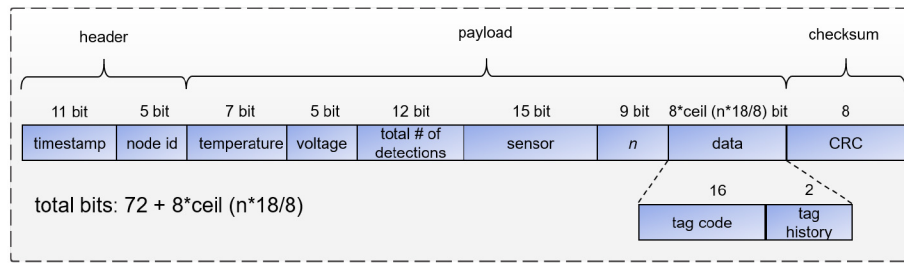 header
payload
checksum
11 bit
5 bit
7 bit
5 bit
12 bit
15 bit
9 bit
8*ceil (n*18/8) bit
8
timestamp
node id
temperature
voltage
total # of
detections
sensor
n
data
CRC
total bits: 72 + 8*ceil (n*18/8)
16
2
tag code
tag
history